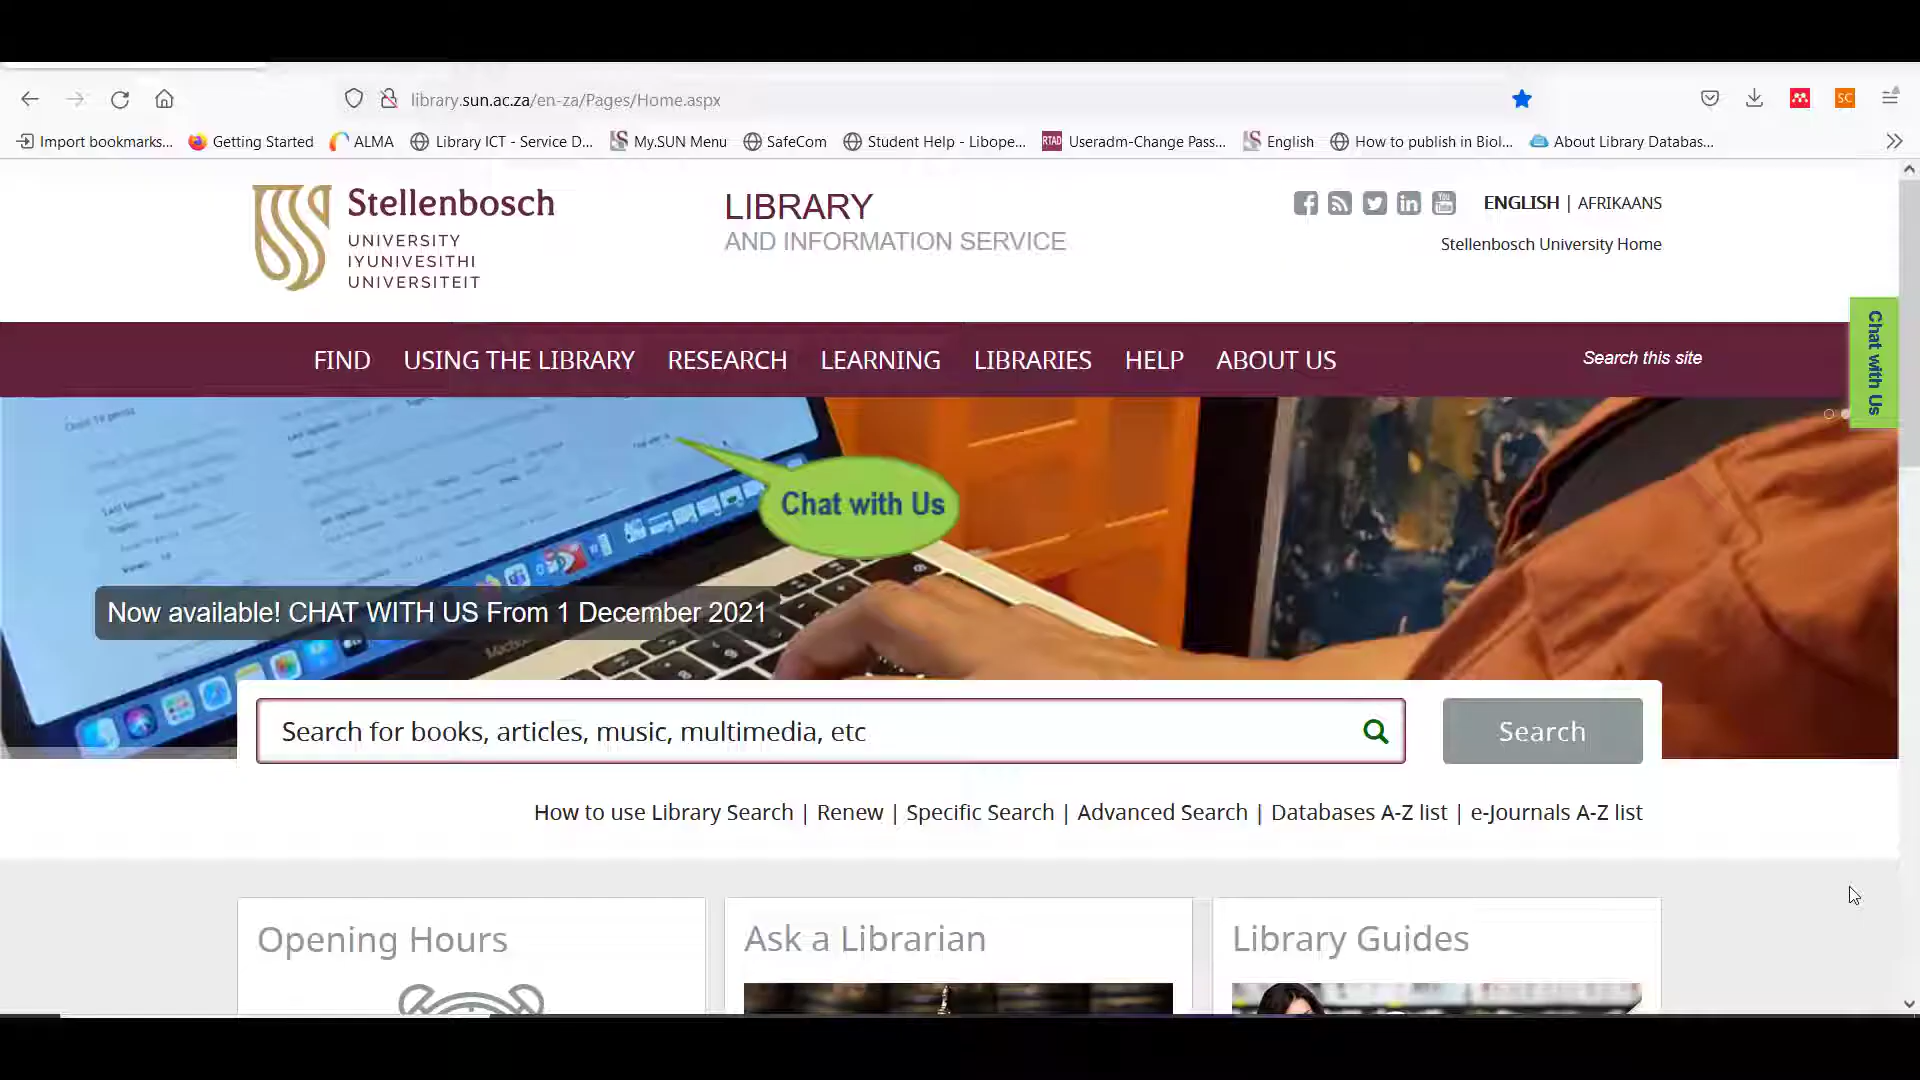 library.sun.ac.za/en-za/Pages/Home.aspx
SC
Import bookmarks... Getting Started ALMA Library ICT - Service D... My.SUN Menu SafeCom Student Help - Libope... RTAD Useradm-Change Pass... English How to publish in Biol... About Library Databas...
Stellenbosch
UNIVERSITY
IYUNIVESITHI
UNIVERSITEIT
LIBRARY
AND INFORMATION SERVICE
You Tube
ENGLISH | AFRIKAANS
Stellenbosch University Home
FIND USING THE LIBRARY RESEARCH LEARNING LIBRARIES HELP ABOUT US
Search this site
Chat with Us
Chat with Us
Now available! CHAT WITH US From 1 December 2021
Search for books, articles, music, multimedia, etc
Search
How to use Library Search | Renew | Specific Search | Advanced Search | Databases A-Z list | e-Journals A-Z list
Opening Hours
Ask a Librarian
Library Guides